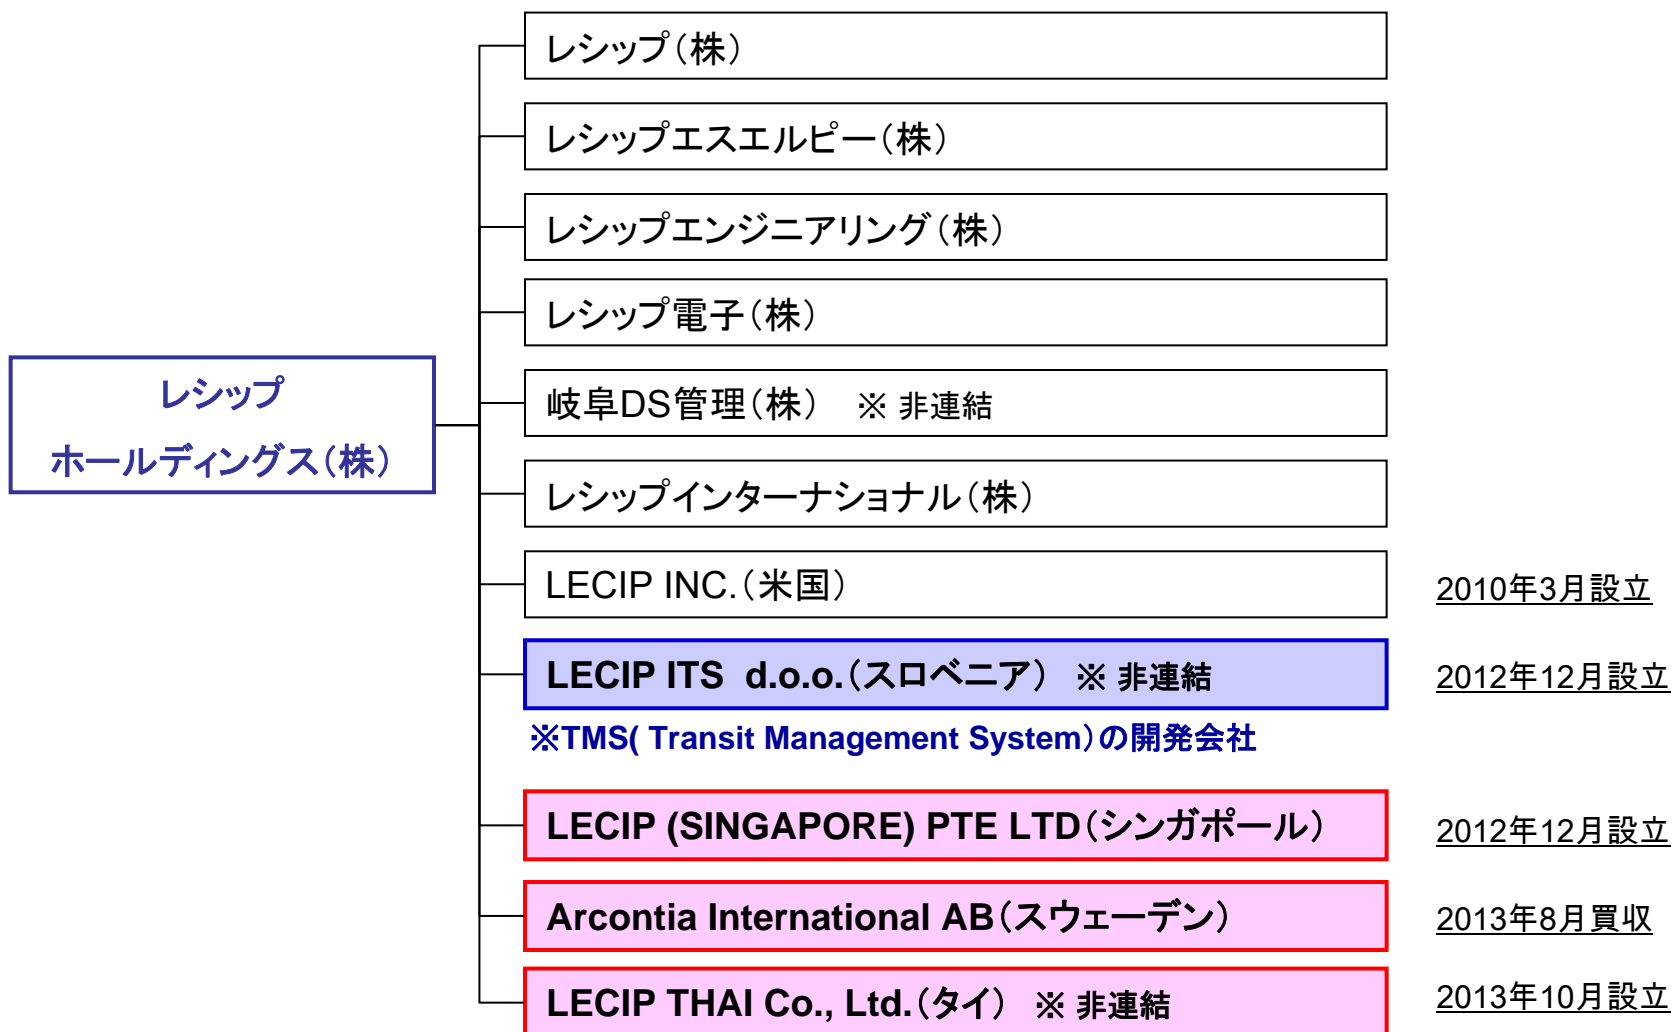 レシップ（株）
レシップエスエルピー（株）
レシップエンジニアリング（株）
レシップ電子（株）
レシップ
ホールディングス（株）
岐阜DS管理（株） ※ 非連結
レシップインターナショナル（株）
LECIP INC.（米国） 2010年3月設立
LECIP ITS d.o.o.（スロベニア） ※ 非連結 2012年12月設立
※TMS( Transit Management System）の開発会社
LECIP (SINGAPORE) PTE LTD（シンガポール） 2012年12月設立
Arcontia International AB（スウェーデン） 2013年8月買収
LECIP THAI Co., Ltd.（タイ） ※ 非連結 2013年10月設立